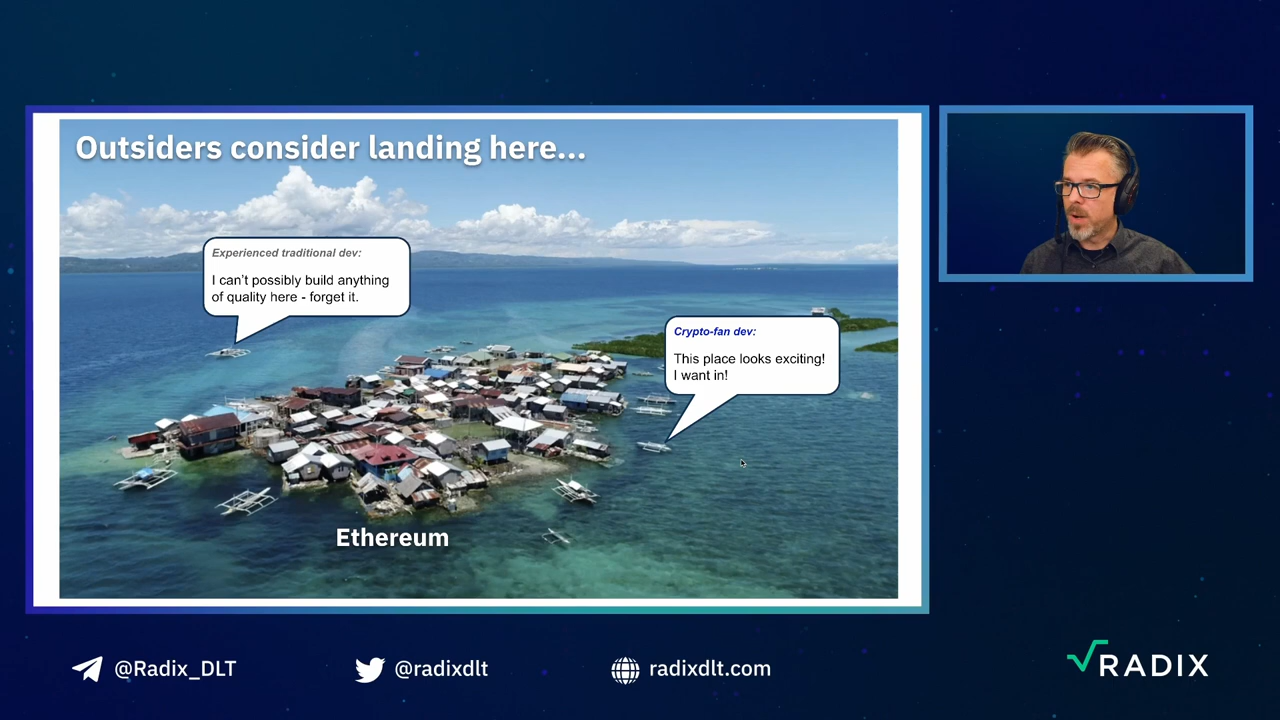 Outsiders consider landing here...
Experienced traditional dev:
I can't possibly build anything
of quality here - forget it.
Crypto-fan dev:
This place looks exciting!
I want in!
Ethereum
@Radix_DLT
@radixdlt
radixdlt.com
RADIX